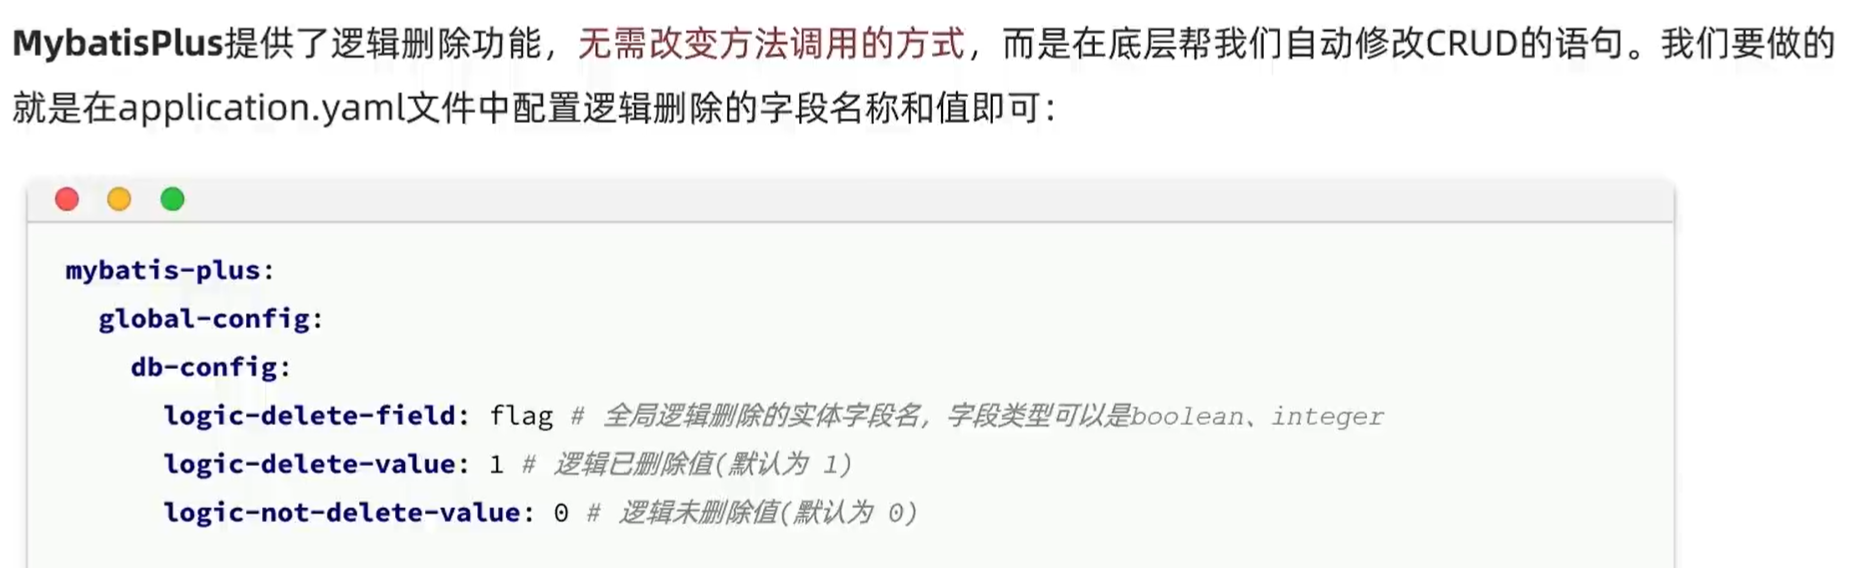 MybatisPlus提供了逻辑删除功能，无需改变方法调用的方式，而是在底层帮我们自动修改CRUD的语句。我们要做的
就是在application.yaml文件中配置逻辑删除的字段名称和值即可：
mybatis-plus:
  global-config:
    db-config:
      logic-delete-field: flag # 全局逻辑删除的实体字段名，字段类型可以是boolean、integer
      logic-delete-value: 1 # 逻辑已删除值(默认为 1)
      logic-not-delete-value: 0 # 逻辑未删除值(默认为 0)